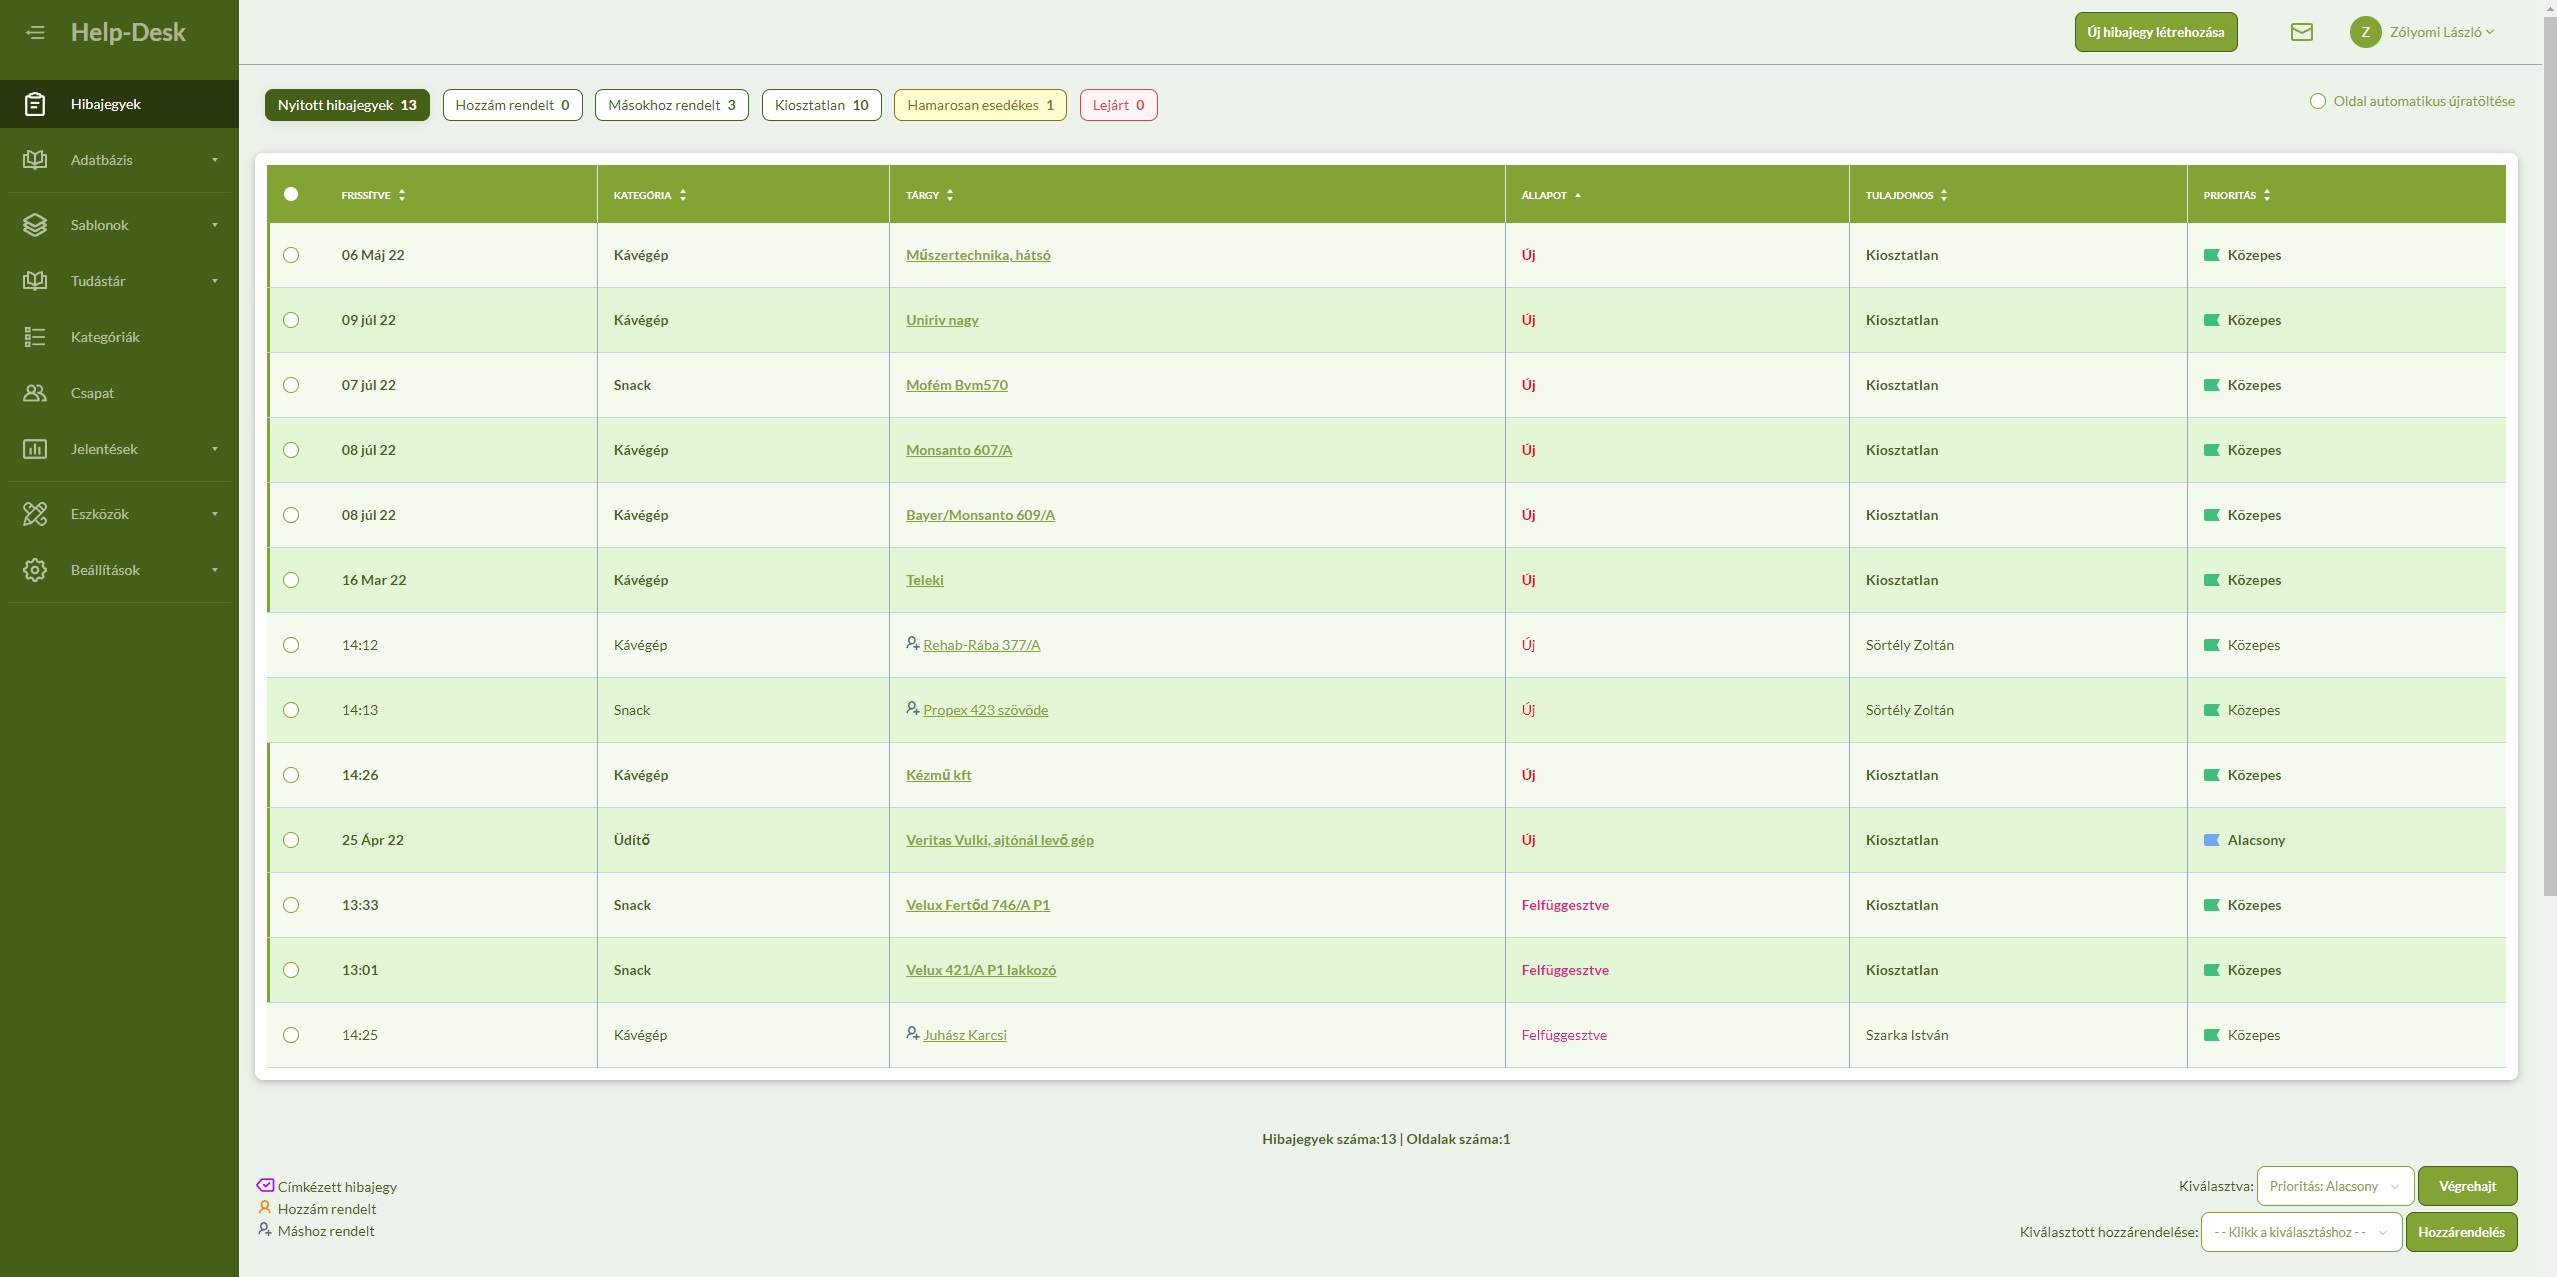 Help-Desk
Új hibajegy létrehozása
Z Zólyomi László
Hibajegyek
Adatbázis
Sablonok
Tudástár
Kategóriák
Csapat
Jelentések
Eszközök
Beállítások
Nyitott hibajegyek 13 Hozzám rendelt 0 Másokhoz rendelt 3 Kiosztatlan 10 Hamarosan esedékes 1 Lejárt 0
Oldal automatikus újratöltése
FRISSÍTVE KATEGÓRIA TÁRGY ÁLLAPOT TULAJDONOS PRIORITÁS
06 Máj 22 Kávégép Műszertechnika, hátsó Új Kiosztatlan Közepes
09 júl 22 Kávégép Uniriv nagy Új Kiosztatlan Közepes
07 júl 22 Snack Mofém Bvm570 Új Kiosztatlan Közepes
08 júl 22 Kávégép Monsanto 607/A Új Kiosztatlan Közepes
08 júl 22 Kávégép Bayer/Monsanto 609/A Új Kiosztatlan Közepes
16 Mar 22 Kávégép Teleki Új Kiosztatlan Közepes
14:12 Kávégép Rehab-Rába 377/A Új Sörtély Zoltán Közepes
14:13 Snack Propex 423 szövöde Új Sörtély Zoltán Közepes
14:26 Kávégép Kézmű kft Új Kiosztatlan Közepes
25 Ápr 22 Üdítő Veritas Vulki, ajtónál levő gép Új Kiosztatlan Alacsony
13:33 Snack Velux Fertőd 746/A P1 Felfüggesztve Kiosztatlan Közepes
13:01 Snack Velux 421/A P1 lakkozó Felfüggesztve Kiosztatlan Közepes
14:25 Kávégép Juhász Karcsi Felfüggesztve Szarka István Közepes
Hibajegyek száma:13 | Oldalak száma:1
Címkézett hibajegy
Hozzám rendelt
Máshoz rendelt
Kiválasztva: Prioritás: Alacsony Végrehajt
Kiválasztott hozzárendelése: - - Klikk a kiválasztáshoz - - Hozzárendelés